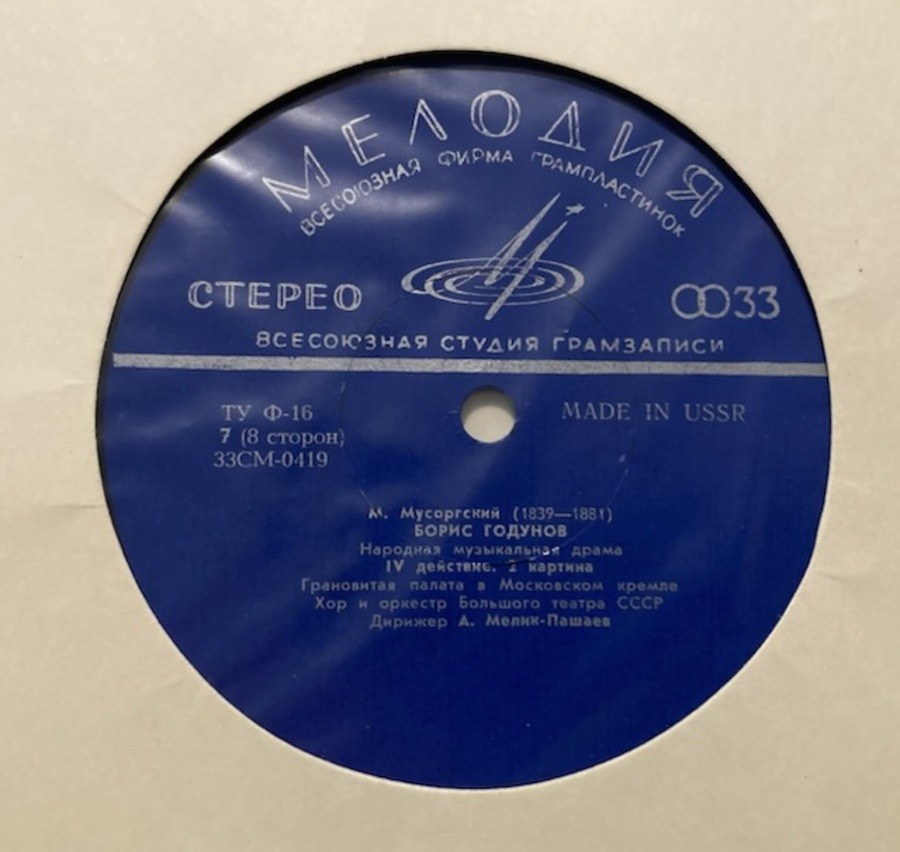 МЕЛОДИЯ
ВСЕСОЮЗНАЯ ФИРМА ГРАМПЛАСТИНОК
СТЕРЕО
33
ВСЕСОЮЗНАЯ СТУДИЯ ГРАМЗАПИСИ
ТУ Ф-16
MADE IN USSR
7 (8 сторон)
33СМ-0419
М. Мусоргский (1839—1881)
БОРИС ГОДУНОВ
Народная музыкальная драма
IV действие. 2 картина
Грановитая палата в Московском кремле
Хор и оркестр Большого театра СССР
Дирижер А. Мелик-Пашаев